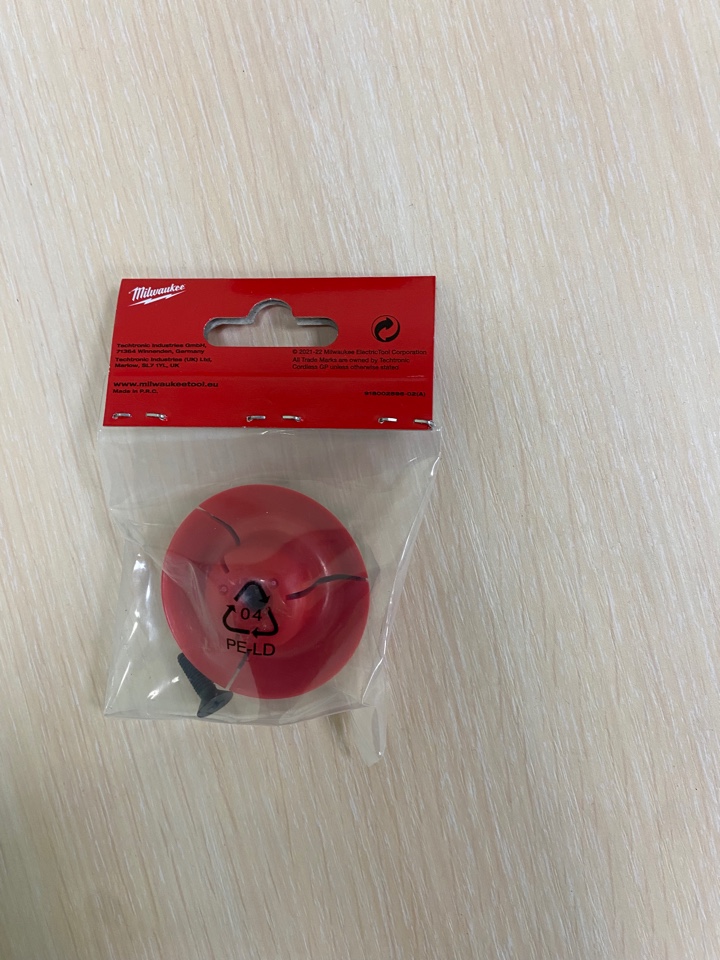 Milwaukee
Techtronic Industries GmbH,
71364 Winnenden, Germany
Techtronic Industries (UK) Ltd,
Marlow, SL7 1YL, UK
www.milwaukeetool.eu
Made in P.R.C.
© 2021-22 Milwaukee Electric Tool Corporation
All Trade Marks are owned by Techtronic
Cordless GP unless otherwise stated
04
PE-LD